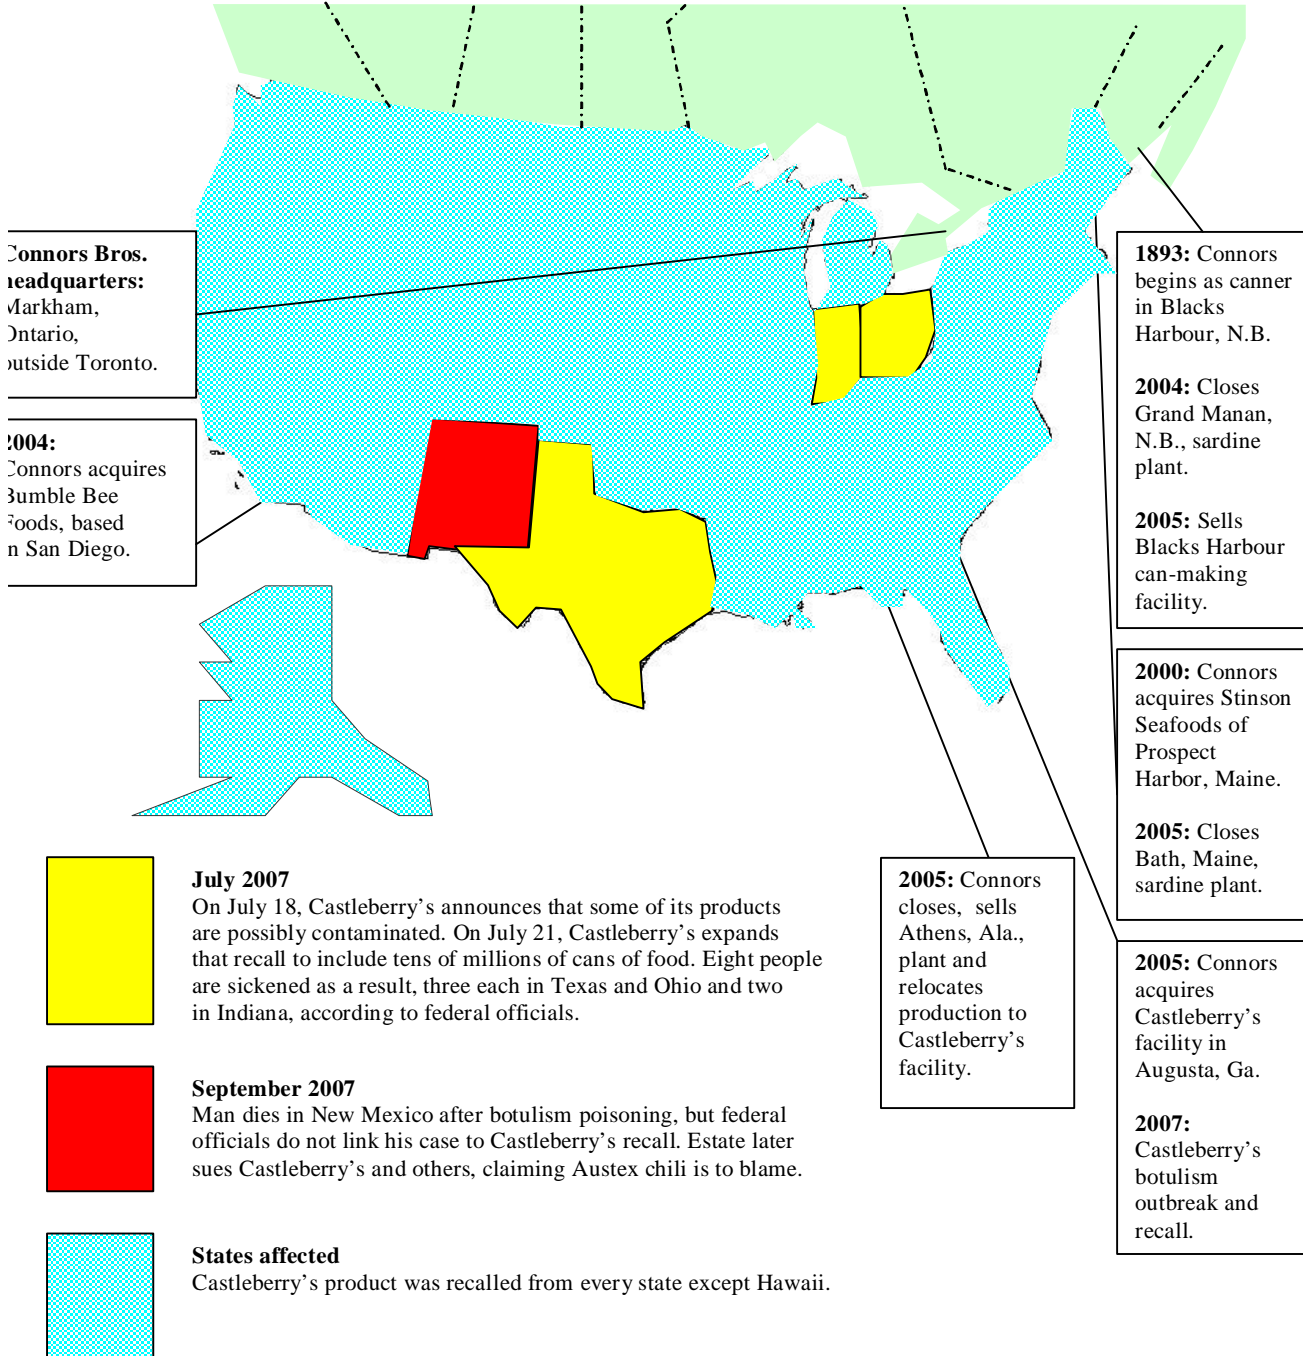 Connors Bros.
headquarters:
Markham,
Ontario,
outside Toronto.
2004:
Connors acquires
Bumble Bee
Foods, based
n San Diego.
1893: Connors
begins as canner
in Blacks
Harbour, N.B.
2004: Closes
Grand Manan,
N.B., sardine
plant.
2005: Sells
Blacks Harbour
can-making
facility.
2000: Connors
acquires Stinson
Seafoods of
Prospect
Harbor, Maine.
2005: Closes
Bath, Maine,
sardine plant.
2005: Connors
closes, sells
Athens, Ala.,
plant and
relocates
production to
Castleberry’s
facility.
2005: Connors
acquires
Castleberry’s
facility in
Augusta, Ga.
2007:
Castleberry’s
botulism
outbreak and
recall.
July 2007
On July 18, Castleberry’s announces that some of its products
are possibly contaminated. On July 21, Castleberry’s expands
that recall to include tens of millions of cans of food. Eight people
are sickened as a result, three each in Texas and Ohio and two
in Indiana, according to federal officials.
September 2007
Man dies in New Mexico after botulism poisoning, but federal
officials do not link his case to Castleberry’s recall. Estate later
sues Castleberry’s and others, claiming Austex chili is to blame.
States affected
Castleberry’s product was recalled from every state except Hawaii.